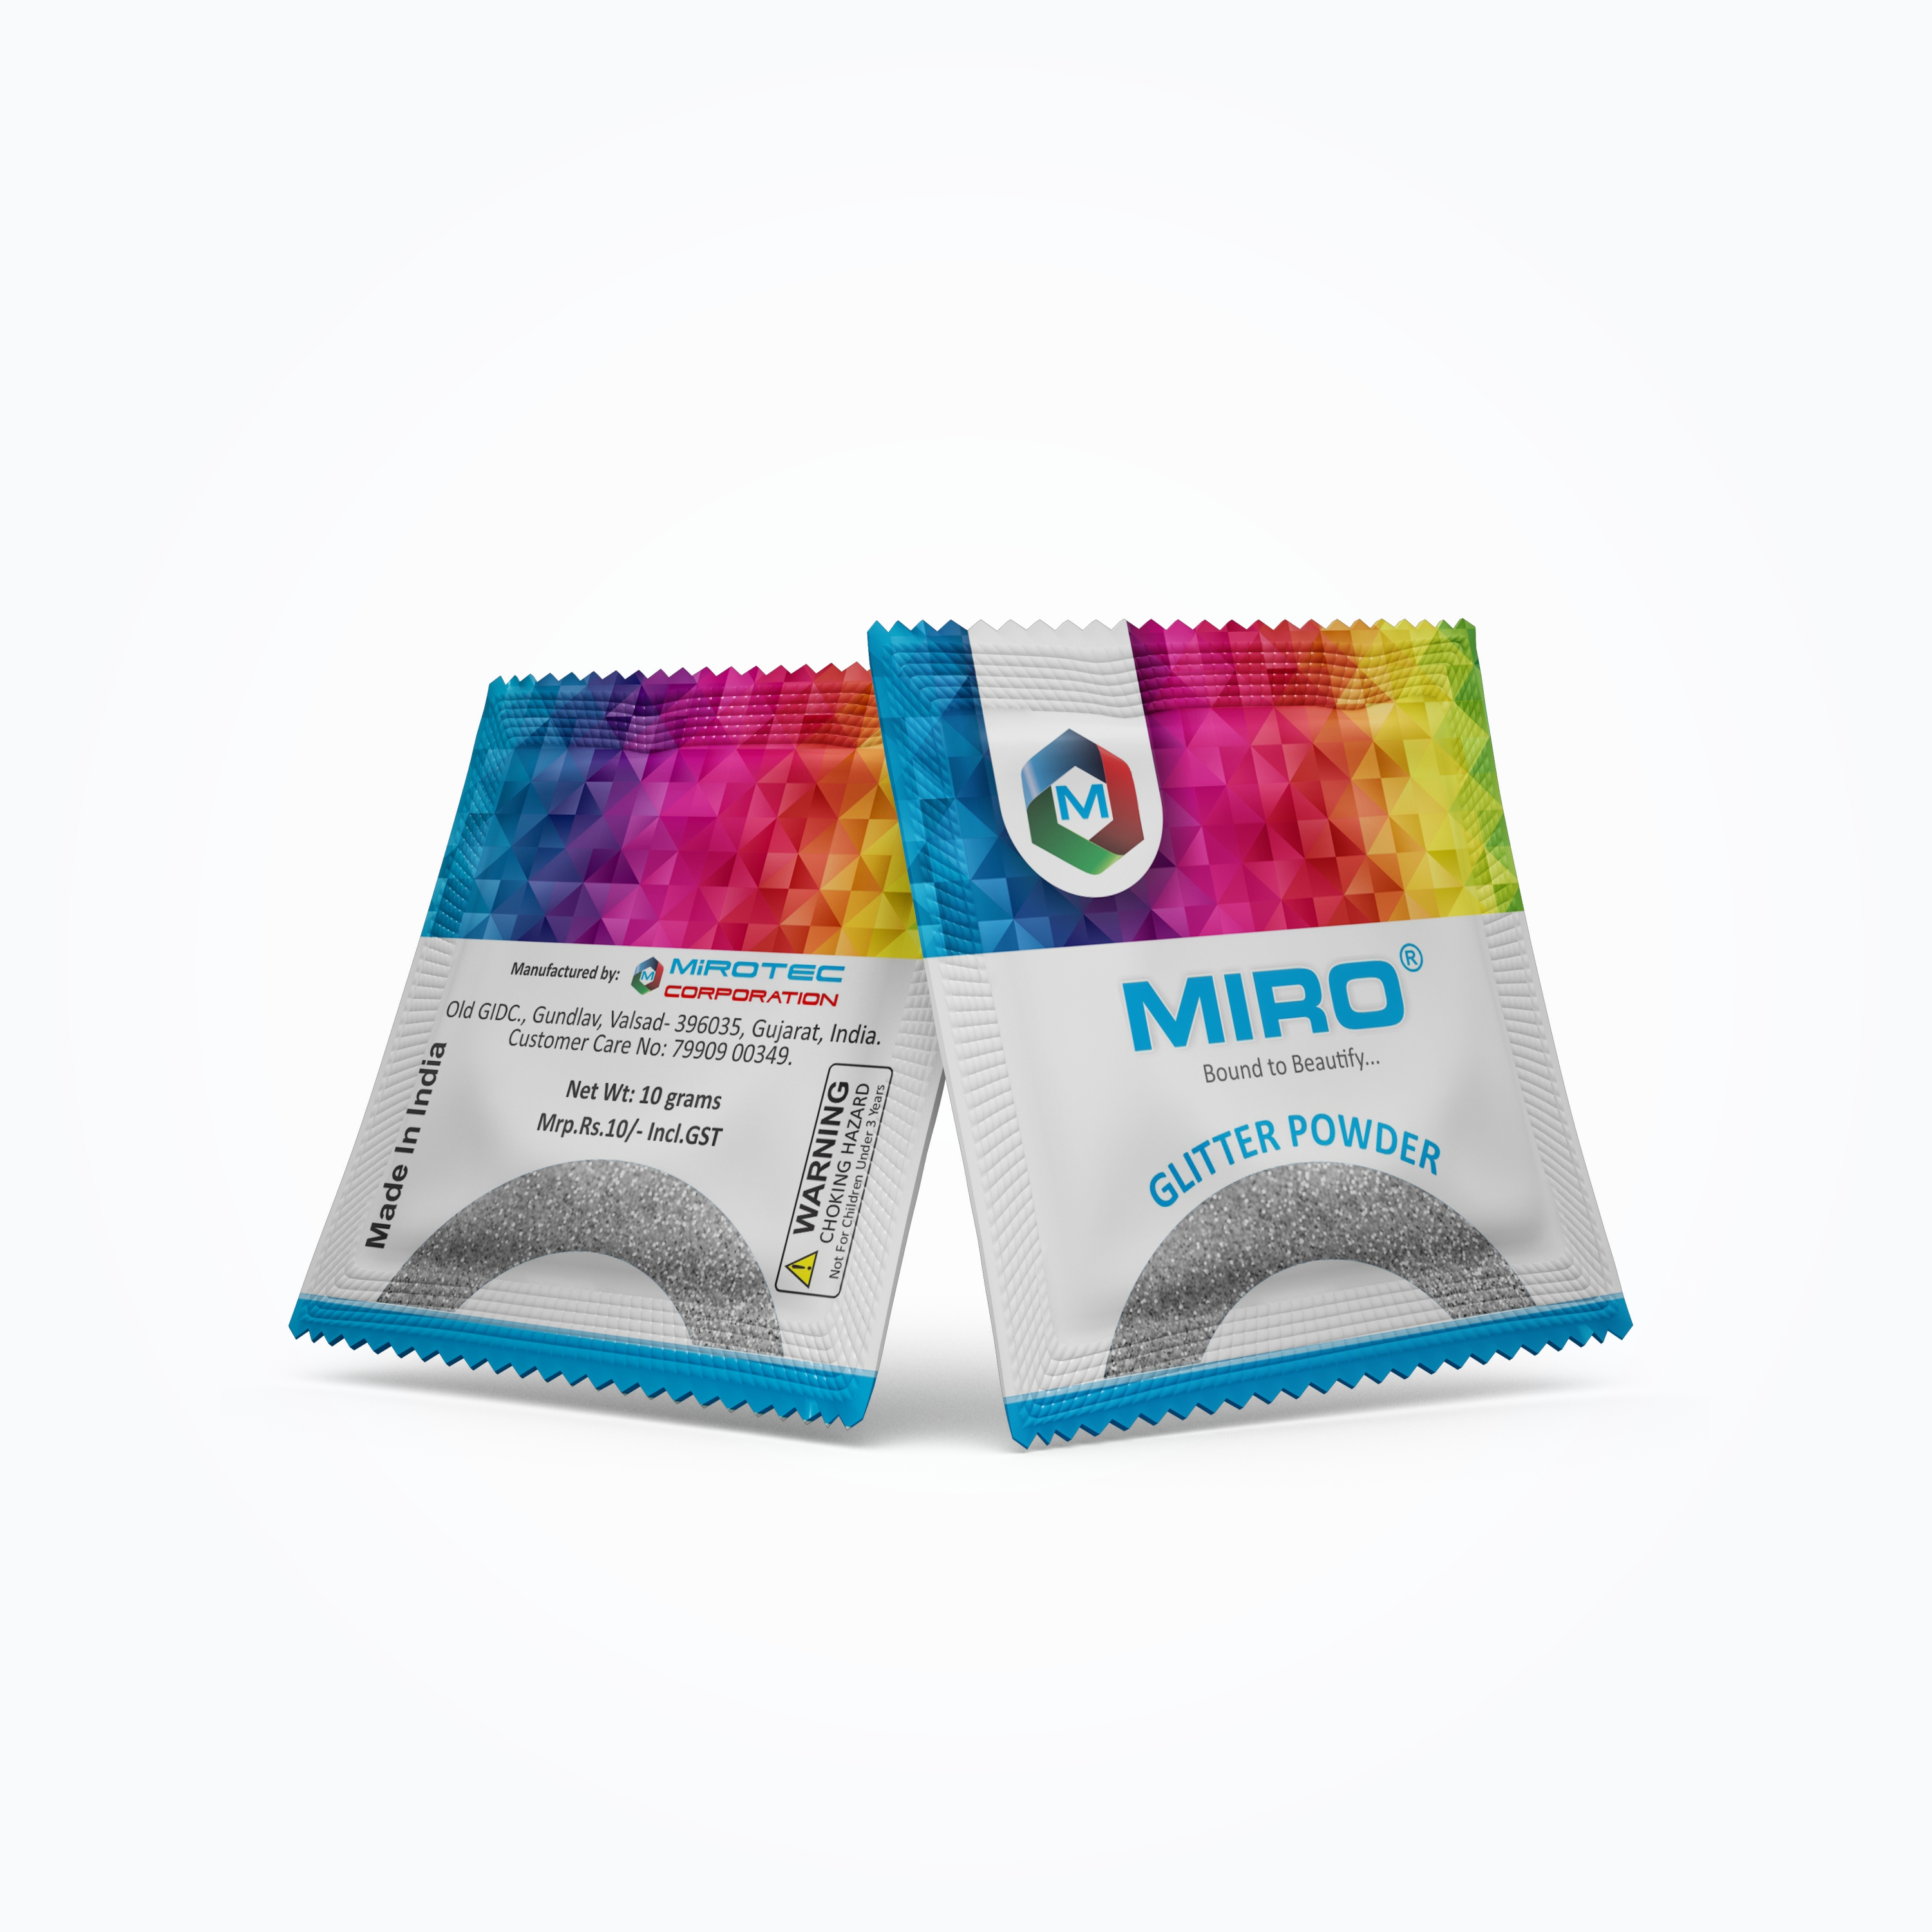 Manufactured by:
M
MiROTEC
CORPORATION
Old GIDC., Gundlav, Valsad- 396035, Gujarat, India.
Customer Care No: 79909 00349.
Net Wt: 10 grams
Mrp.Rs.10/- Incl.GST
Made In India
WARNING
CHOKING HAZARD
Not For Children Under 3 Years
M
MIRO®
Bound to Beautify...
GLITTER POWDER